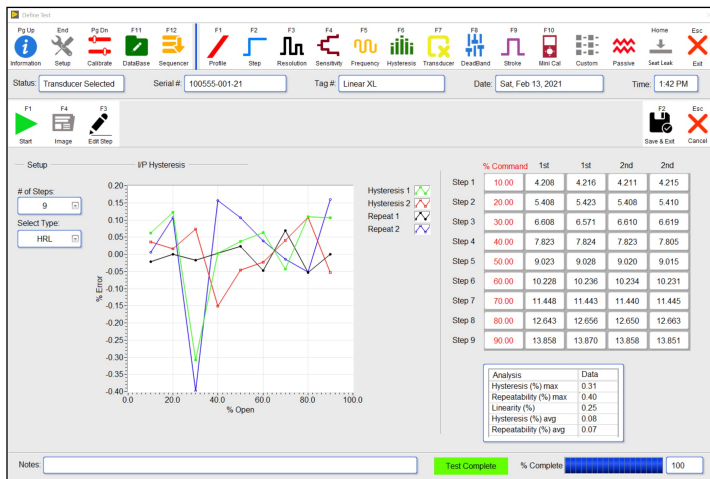 Define Test
Pg Up End Pg Dn F11 F12 F1 F2 F3 F4 F5 F6 F7 F8 F9 F10 Home Esc
Information Setup Calibrate DataBase Sequencer Profile Step Resolution Sensitivity Frequency Hysteresis Transducer DeadBand Stroke Mini Cal Custom Passive Seat Leak Exit
Status: Transducer Selected Serial #: 100555-001-21 Tag #: Linear XL Date: Sat, Feb 13, 2021 Time: 1:42 PM
F1 F4 F3 F2 Esc
Start Image Edit Step Save & Exit Cancel
Setup I/P Hysteresis
# of Steps:
9
Select Type:
HRL
% Error
0.20
0.15
0.10
0.05
0.00
-0.05
-0.10
-0.15
-0.20
-0.25
-0.30
-0.35
-0.40
0.0 20.0 40.0 60.0 80.0 100.0
% Open
Hysteresis 1
Hysteresis 2
Repeat 1
Repeat 2
% Command 1st 1st 2nd 2nd
Step 1 10.00 4.208 4.216 4.211 4.215
Step 2 20.00 5.408 5.423 5.408 5.410
Step 3 30.00 6.608 6.571 6.610 6.619
Step 4 40.00 7.823 7.824 7.823 7.805
Step 5 50.00 9.023 9.028 9.020 9.015
Step 6 60.00 10.228 10.236 10.234 10.231
Step 7 70.00 11.448 11.443 11.440 11.445
Step 8 80.00 12.643 12.656 12.650 12.663
Step 9 90.00 13.858 13.870 13.858 13.851
Analysis Data
Hysteresis (%) max 0.31
Repeatability (%) max 0.40
Linearity (%) 0.25
Hysteresis (%) avg 0.08
Repeatability (%) avg 0.07
Notes: Test Complete % Complete 100